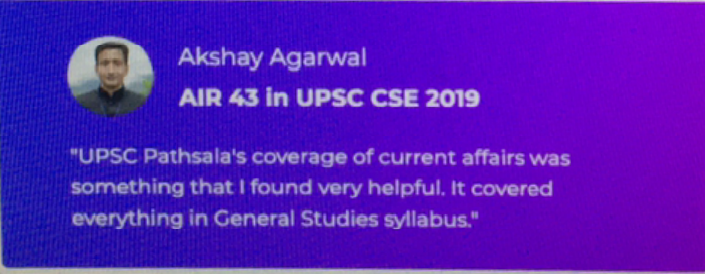 Akshay Agarwal
AIR 43 in UPSC CSE 2019
"UPSC Pathsala's coverage of current affairs was
something that I found very helpful. It covered
everything in General Studies syllabus."